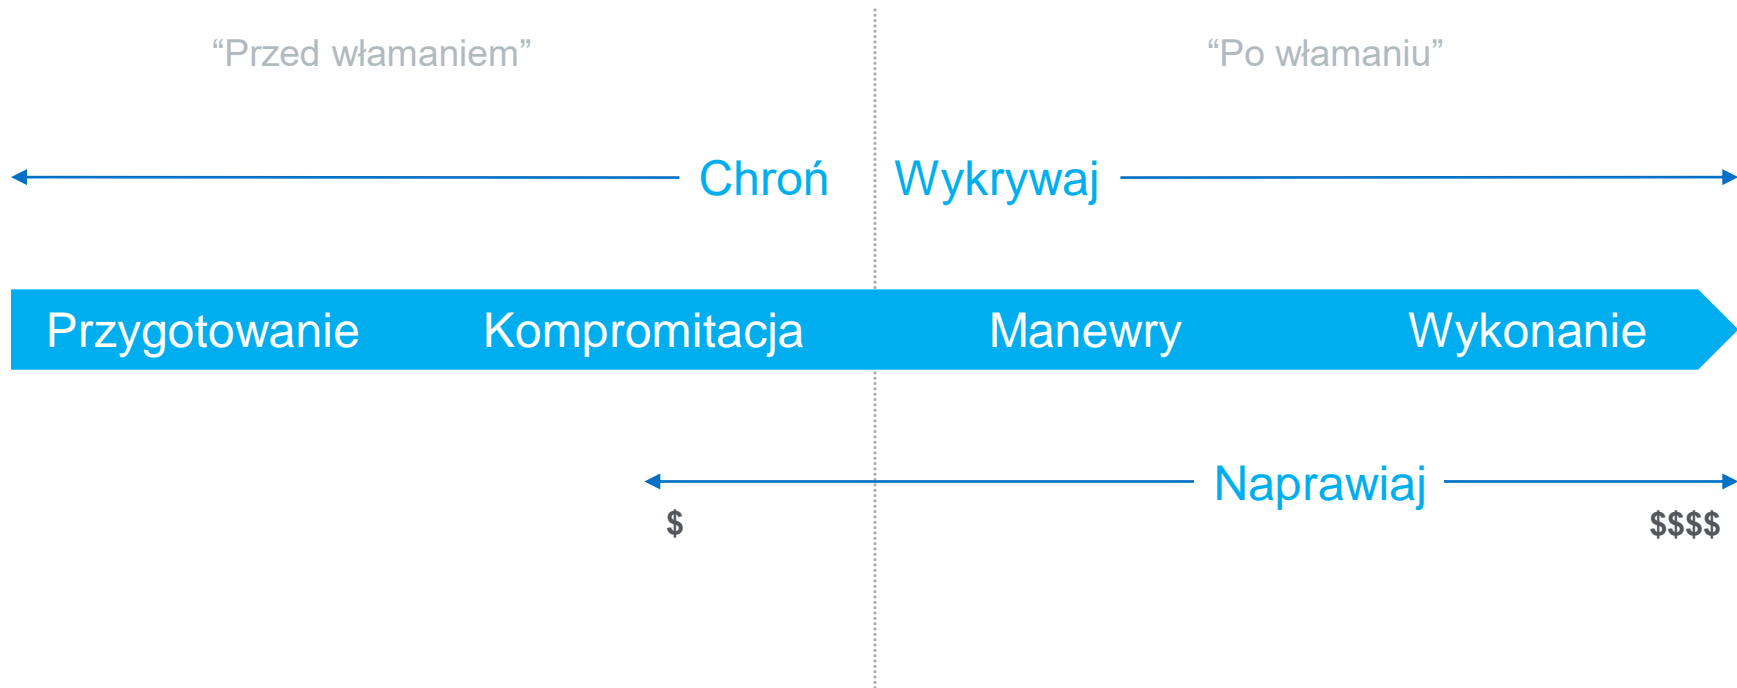 “Przed włamaniem”
“Po włamaniu”
Chroń
Wykrywaj
Przygotowanie
Kompromitacja
Manewry
Wykonanie
Naprawiaj
$
$$$$